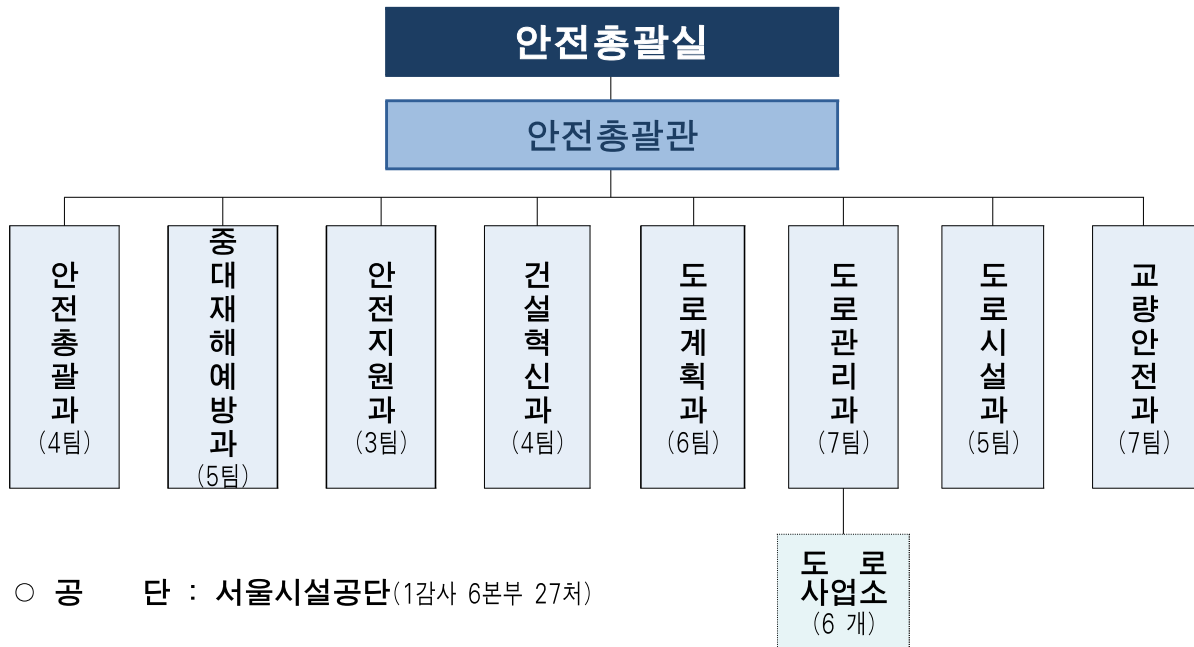 안전총괄실
안전총괄관
안전총괄과
(4팀)
중대재해예방과
(5팀)
안전지원과
(3팀)
건설혁신과
(4팀)
도로계획과
(6팀)
도로관리과
(7팀)
도로시설과
(5팀)
교량안전과
(7팀)
도 로
사업소
(6 개)
○ 공 단 : 서울시설공단(1감사 6본부 27처)